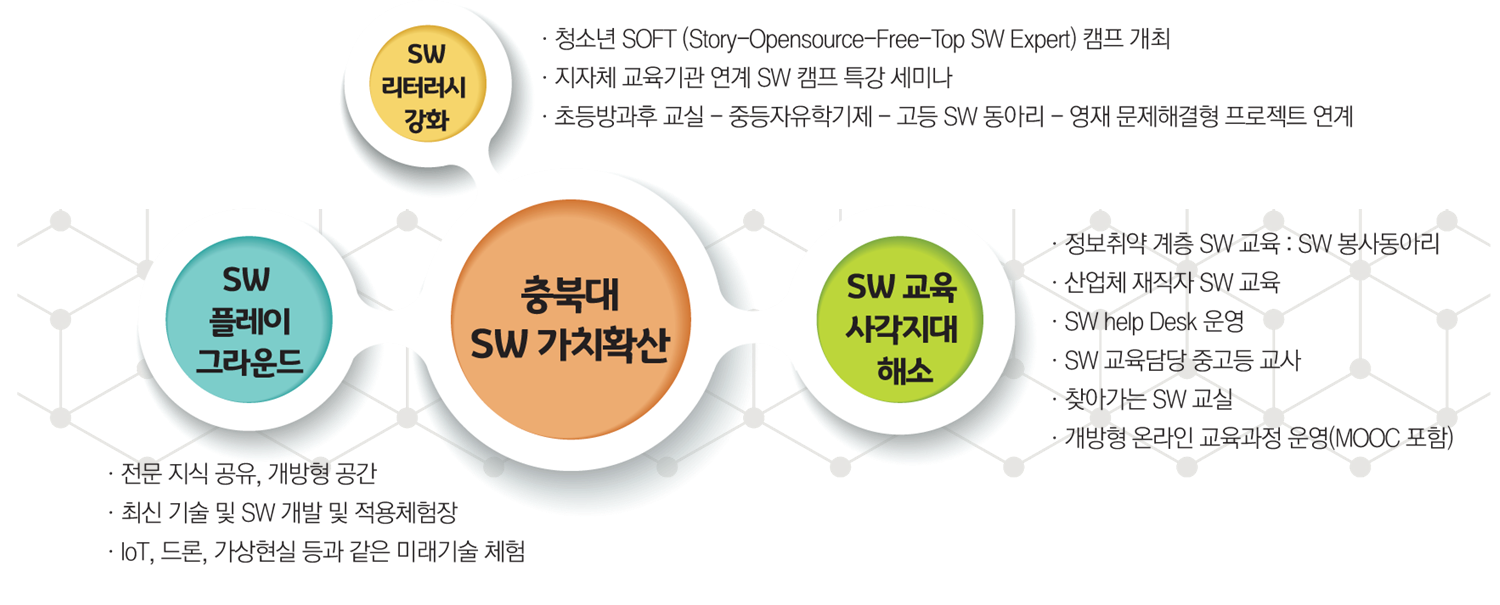 SW
리터러시
강화
· 청소년 SOFT (Story-Opensource-Free-Top SW Expert) 캠프 개최
· 지자체 교육기관 연계 SW 캠프 특강 세미나
· 초등방과후 교실 - 중등자유학기제 - 고등 SW 동아리 - 영재 문제해결형 프로젝트 연계
SW
플레이
그라운드
충북대
SW 가치확산
SW 교육
사각지대
해소
· 정보취약 계층 SW 교육 : SW 봉사동아리
· 산업체 재직자 SW 교육
· SW help Desk 운영
· SW 교육담당 중고등 교사
· 찾아가는 SW 교실
· 개방형 온라인 교육과정 운영(MOOC 포함)
· 전문 지식 공유, 개방형 공간
· 최신 기술 및 SW 개발 및 적용체험장
· IoT, 드론, 가상현실 등과 같은 미래기술 체험